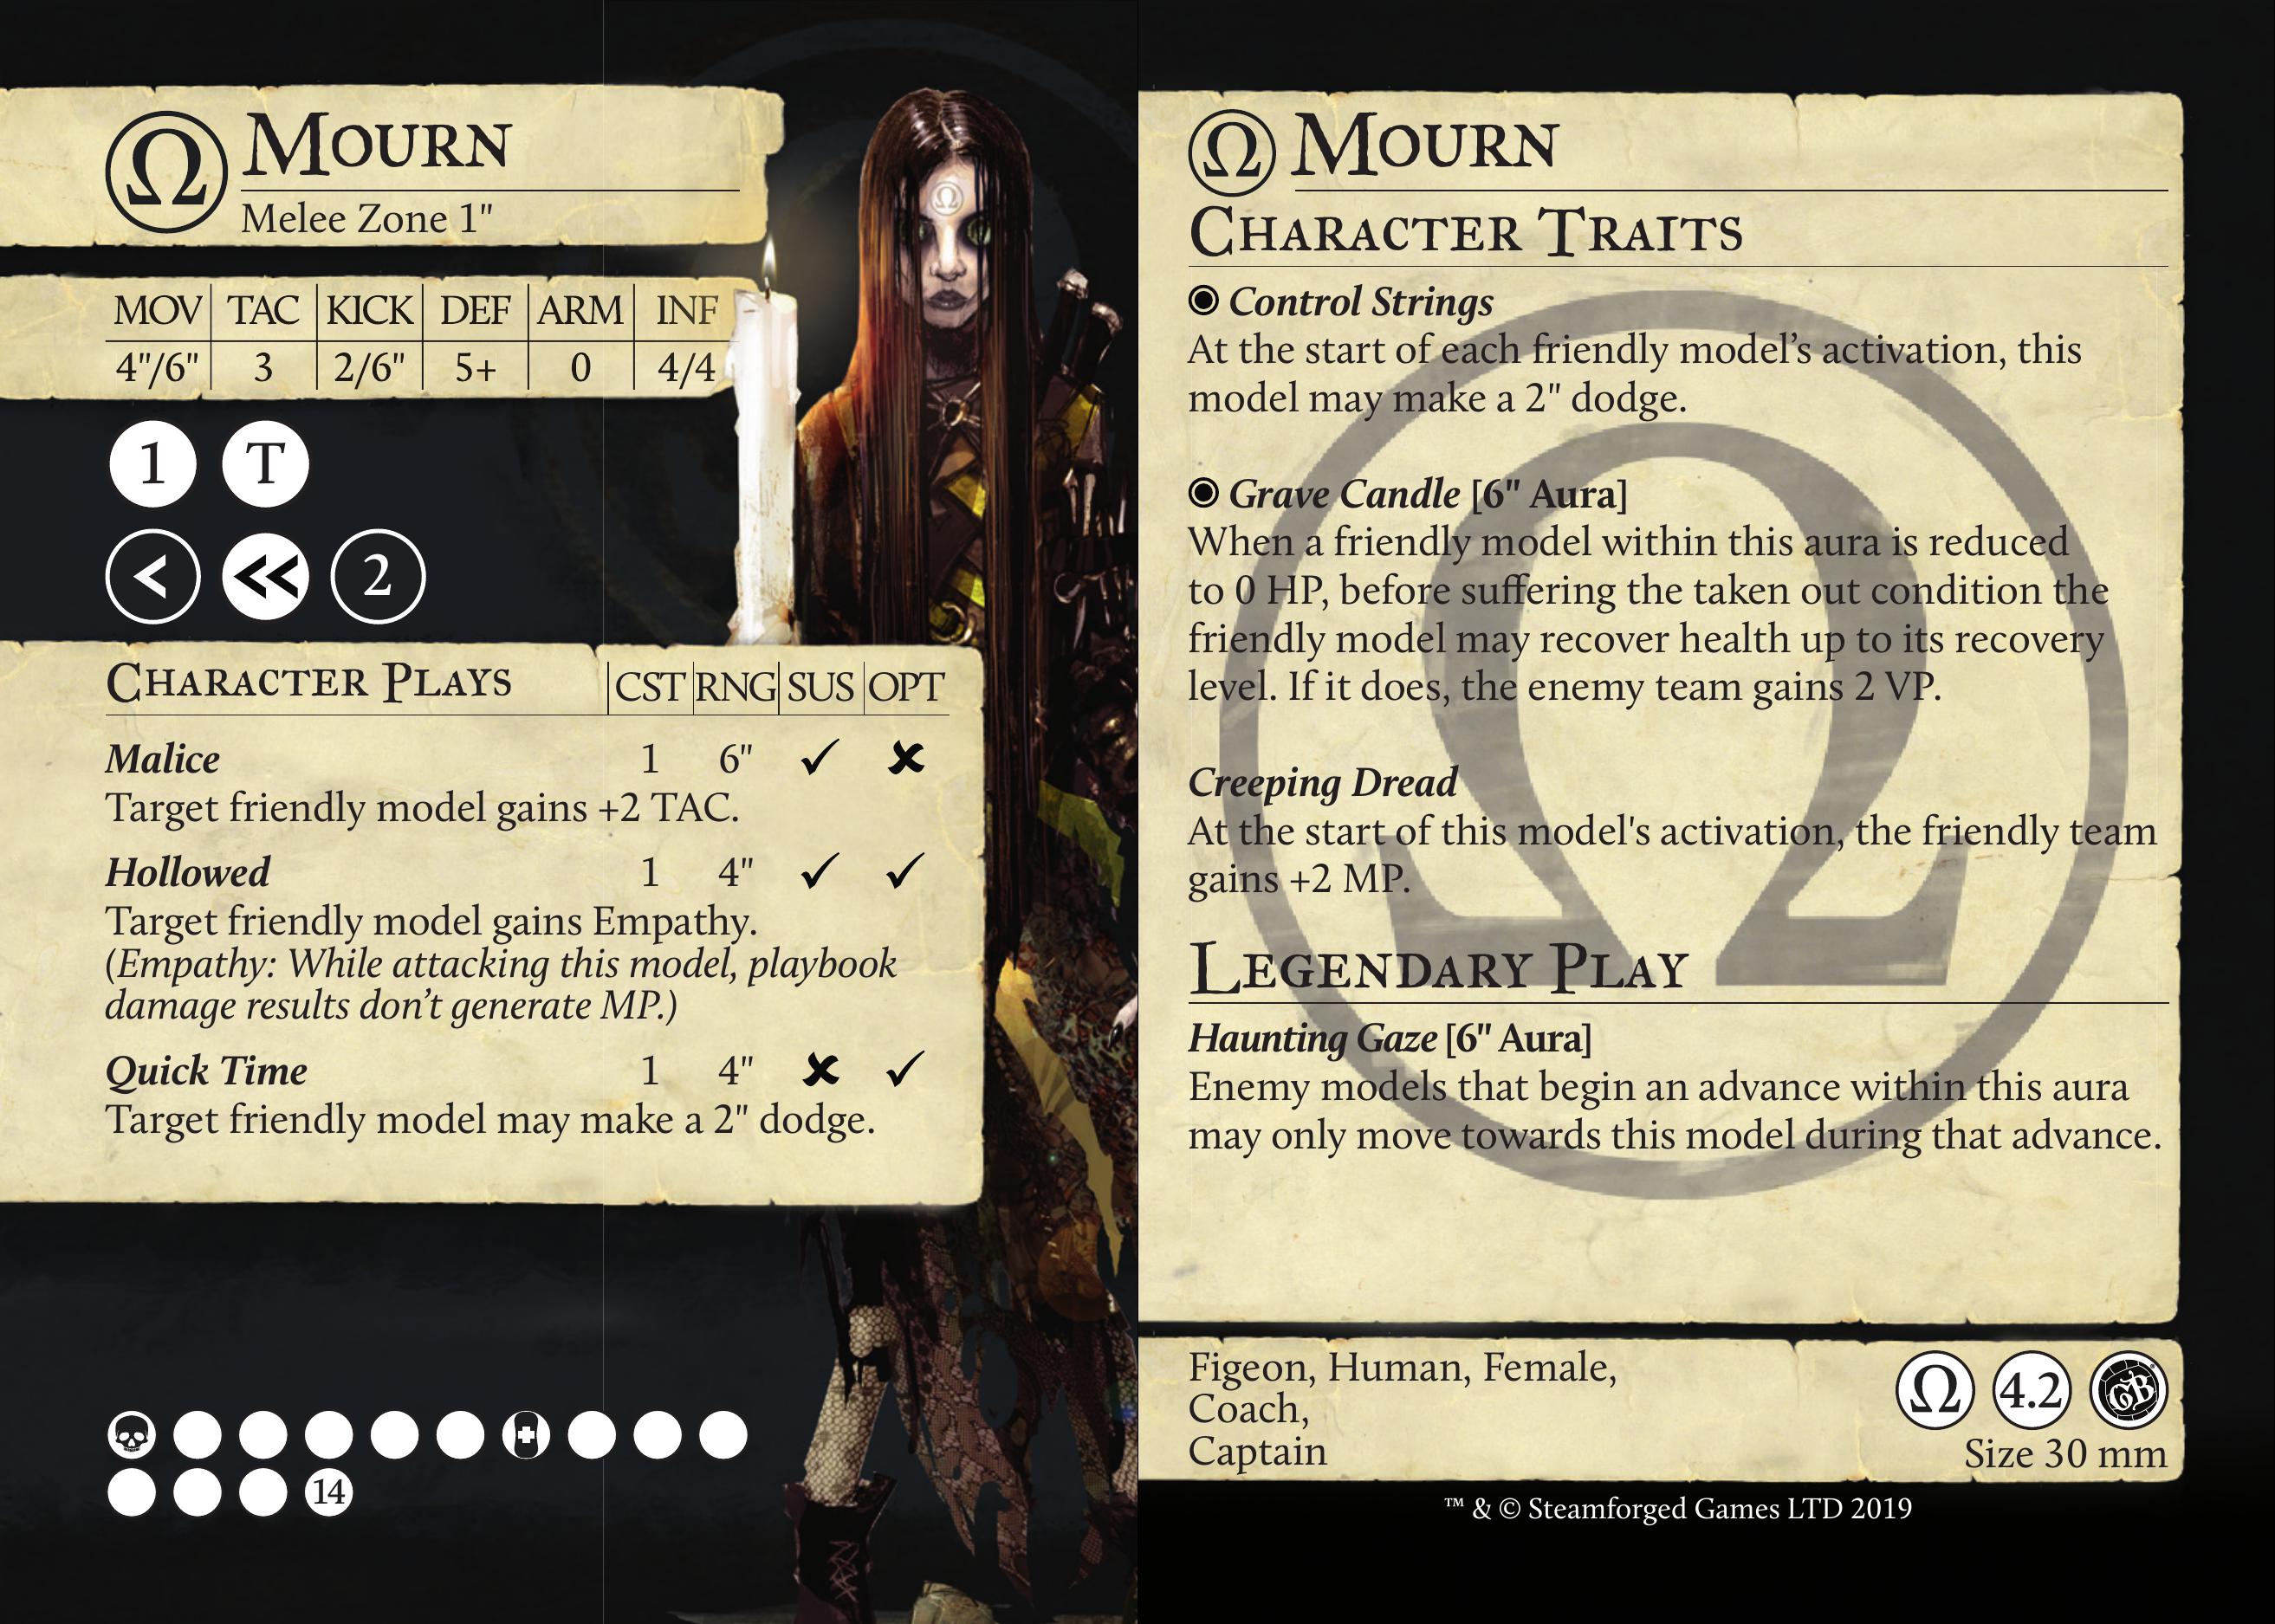 Ω MOURN
Melee Zone 1"
MOV TAC KICK DEF ARM INF
4"/6" 3 2/6" 5+ 0 4/4
1 T
< << 2
CHARACTER PLAYS CST RNG SUS OPT
Malice 1 6" ✓ ✘
Target friendly model gains +2 TAC.
Hollowed 1 4" ✓ ✓
Target friendly model gains Empathy.
(Empathy: While attacking this model, playbook
damage results don’t generate MP.)
Quick Time 1 4" ✘ ✓
Target friendly model may make a 2" dodge.
14
Ω MOURN
CHARACTER TRAITS
Control Strings
At the start of each friendly model’s activation, this
model may make a 2" dodge.
Grave Candle [6" Aura]
When a friendly model within this aura is reduced
to 0 HP, before suffering the taken out condition the
friendly model may recover health up to its recovery
level. If it does, the enemy team gains 2 VP.
Creeping Dread
At the start of this model's activation, the friendly team
gains +2 MP.
LEGENDARY PLAY
Haunting Gaze [6" Aura]
Enemy models that begin an advance within this aura
may only move towards this model during that advance.
Figeon, Human, Female,
Coach,
Captain
Ω 4.2 GB
Size 30 mm
™ & © Steamforged Games LTD 2019